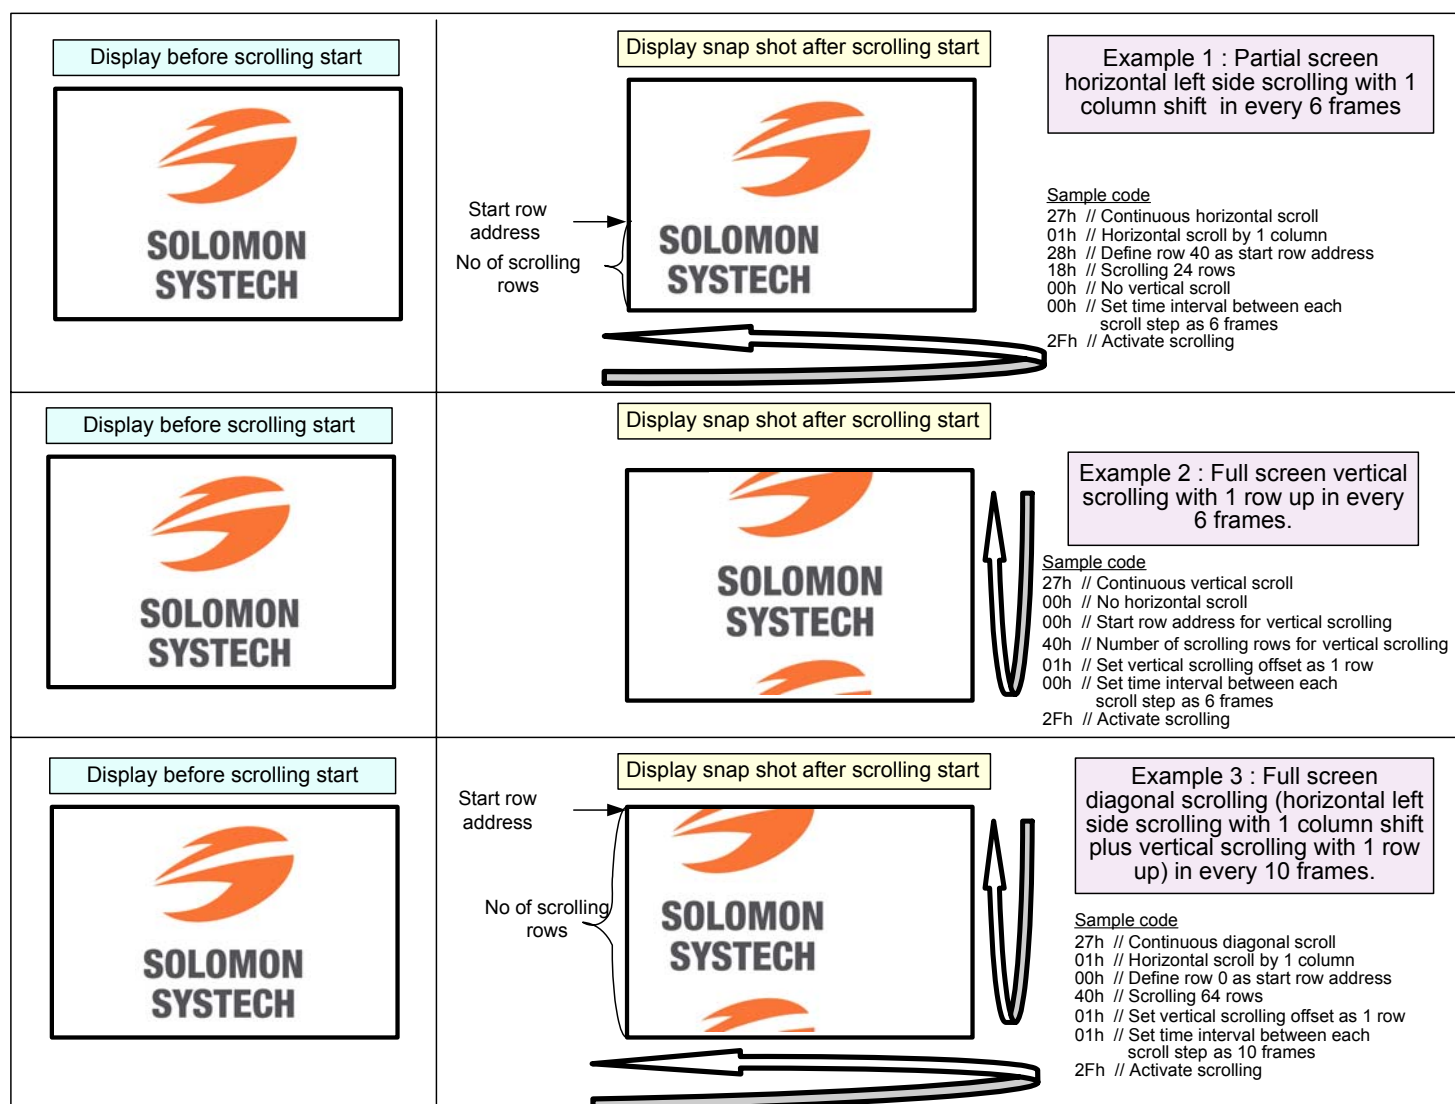 Display before scrolling start
SOLOMON
SYSTECH
Display snap shot after scrolling start
Start row
address
No of scrolling
rows
SOLOMON
SYSTECH
Example 1 : Partial screen
horizontal left side scrolling with 1
column shift  in every 6 frames
Sample code
27h  // Continuous horizontal scroll
01h  // Horizontal scroll by 1 column
28h  // Define row 40 as start row address
18h  // Scrolling 24 rows
00h  // No vertical scroll
00h  // Set time interval between each
scroll step as 6 frames
2Fh  // Activate scrolling
Display before scrolling start
SOLOMON
SYSTECH
Display snap shot after scrolling start
SOLOMON
SYSTECH
Example 2 : Full screen vertical
scrolling with 1 row up in every
6 frames.
Sample code
27h  // Continuous vertical scroll
00h  // No horizontal scroll
00h  // Start row address for vertical scrolling
40h  // Number of scrolling rows for vertical scrolling
01h  // Set vertical scrolling offset as 1 row
00h  // Set time interval between each
scroll step as 6 frames
2Fh  // Activate scrolling
Display before scrolling start
SOLOMON
SYSTECH
Display snap shot after scrolling start
Start row
address
No of scrolling
rows
SOLOMON
SYSTECH
Example 3 : Full screen
diagonal scrolling (horizontal left
side scrolling with 1 column shift
plus vertical scrolling with 1 row
up) in every 10 frames.
Sample code
27h  // Continuous diagonal scroll
01h  // Horizontal scroll by 1 column
00h  // Define row 0 as start row address
40h  // Scrolling 64 rows
01h  // Set vertical scrolling offset as 1 row
01h  // Set time interval between each
scroll step as 10 frames
2Fh  // Activate scrolling